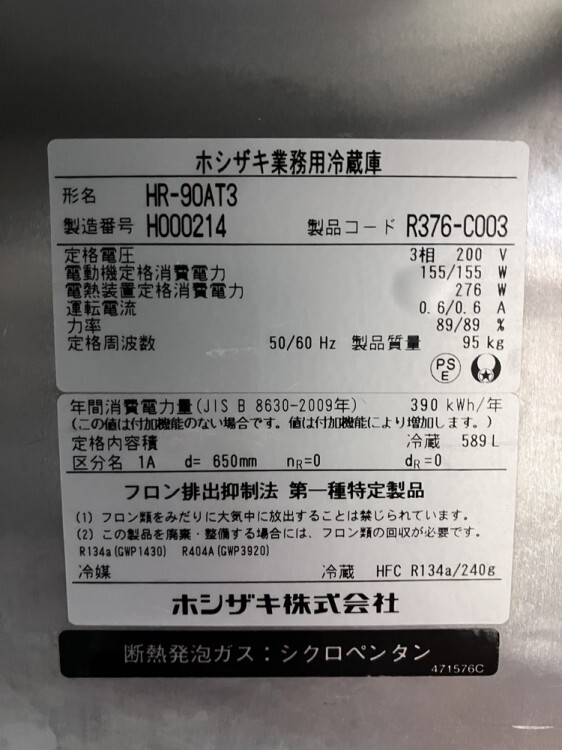 ホシザキ業務用冷蔵庫
形名 HR-90AT3
製造番号 H000214 製品コード R376-C003
定格電圧 3相 200 V
電動機定格消費電力 155/155 W
電熱装置定格消費電力 276 W
運転電流 0.6/0.6 A
力率 89/89 %
定格周波数 50/60 Hz 製品質量 95 kg
PS E
年間消費電力量(JIS B 8630-2009年) 390 kWh/年
(この値は付加機能のない場合です。値は付加機能により増加します。)
定格内容積 冷蔵 589 L
区分名 1A d= 650mm nR=0 dR=0
フロン排出抑制法 第一種特定製品
(1) フロン類をみだりに大気中に放出することは禁じられています。
(2) この製品を廃棄・整備する場合には、フロン類の回収が必要です。
R134a(GWP1430) R404A(GWP3920)
冷媒 冷蔵 HFC R134a/240g
ホシザキ株式会社
断熱発泡ガス：シクロペンタン
471576C